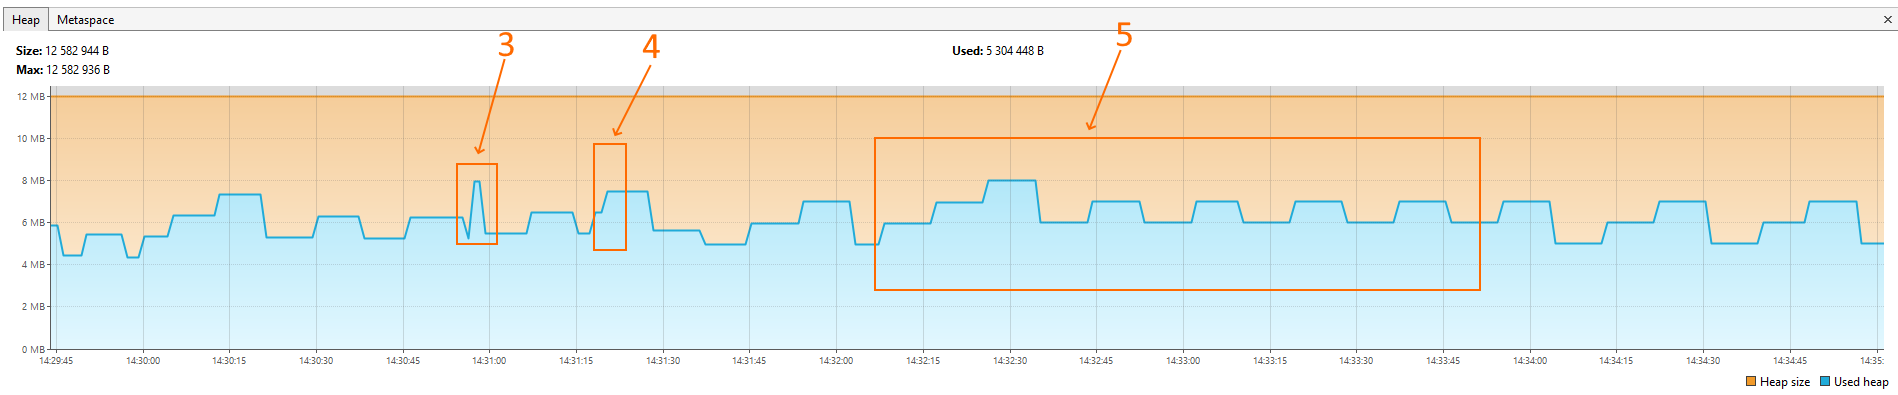 Heap Metaspace ×
3 4 5
Size: 12 582 944 B Used: 5 304 448 B
Max: 12 582 936 B
12 MB
10 MB
8 MB
6 MB
4 MB
2 MB
0 MB
14:29:45 14:30:00 14:30:15 14:30:30 14:30:45 14:31:00 14:31:15 14:31:30 14:31:45 14:32:00 14:32:15 14:32:30 14:32:45 14:33:00 14:33:15 14:33:30 14:33:45 14:34:00 14:34:15 14:34:30 14:34:45 14:35:
Heap size Used heap